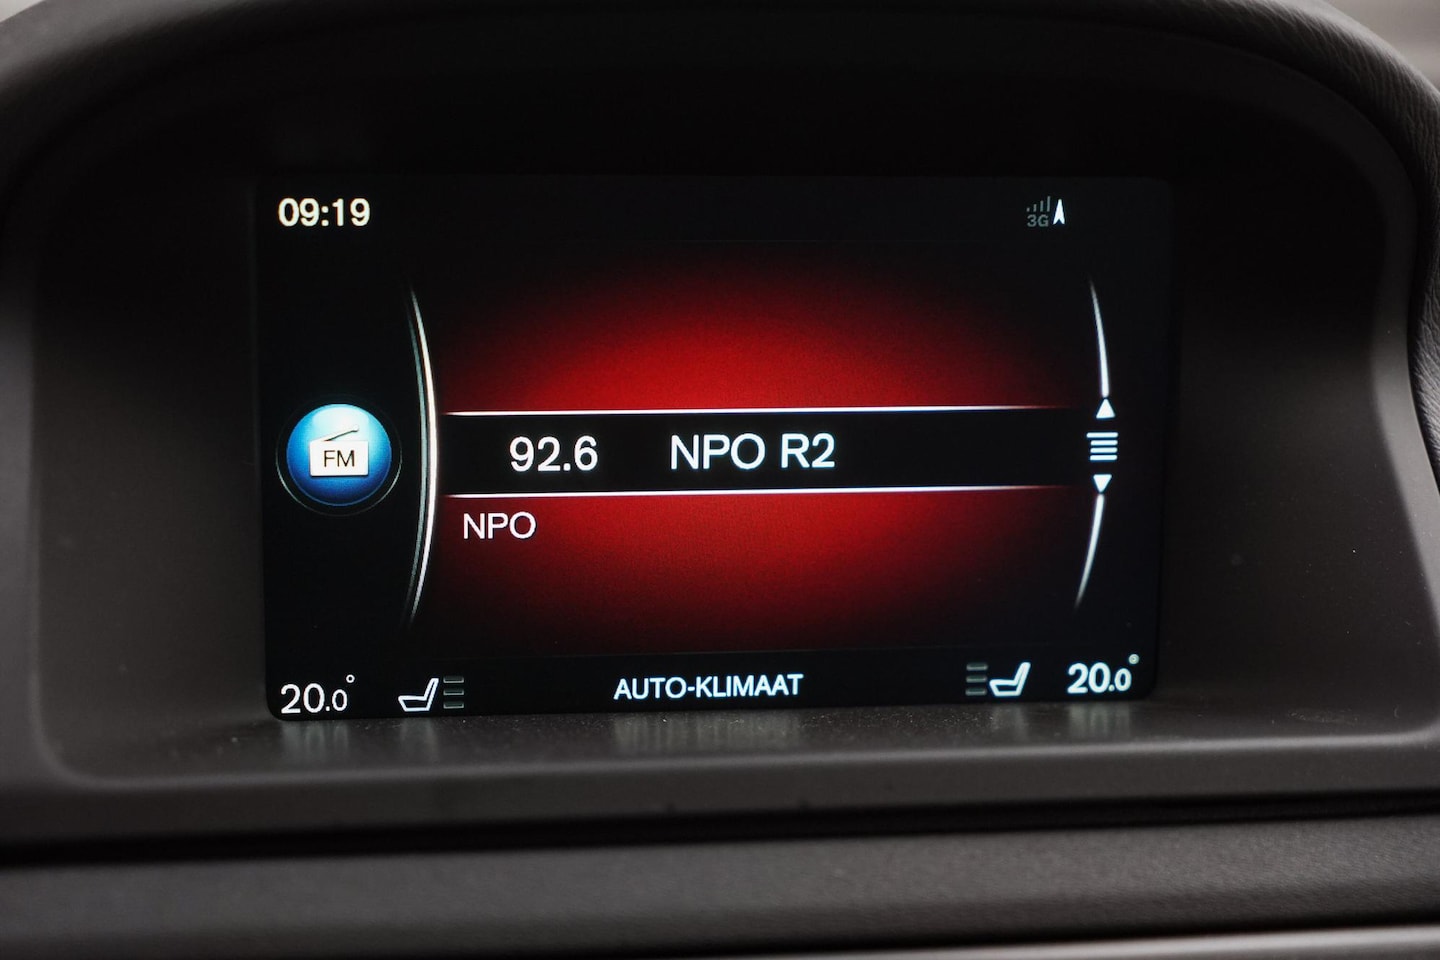 09:19
3G
FM
92.6 NPO R2
NPO
20.0° AUTO-KLIMAAT 20.0°